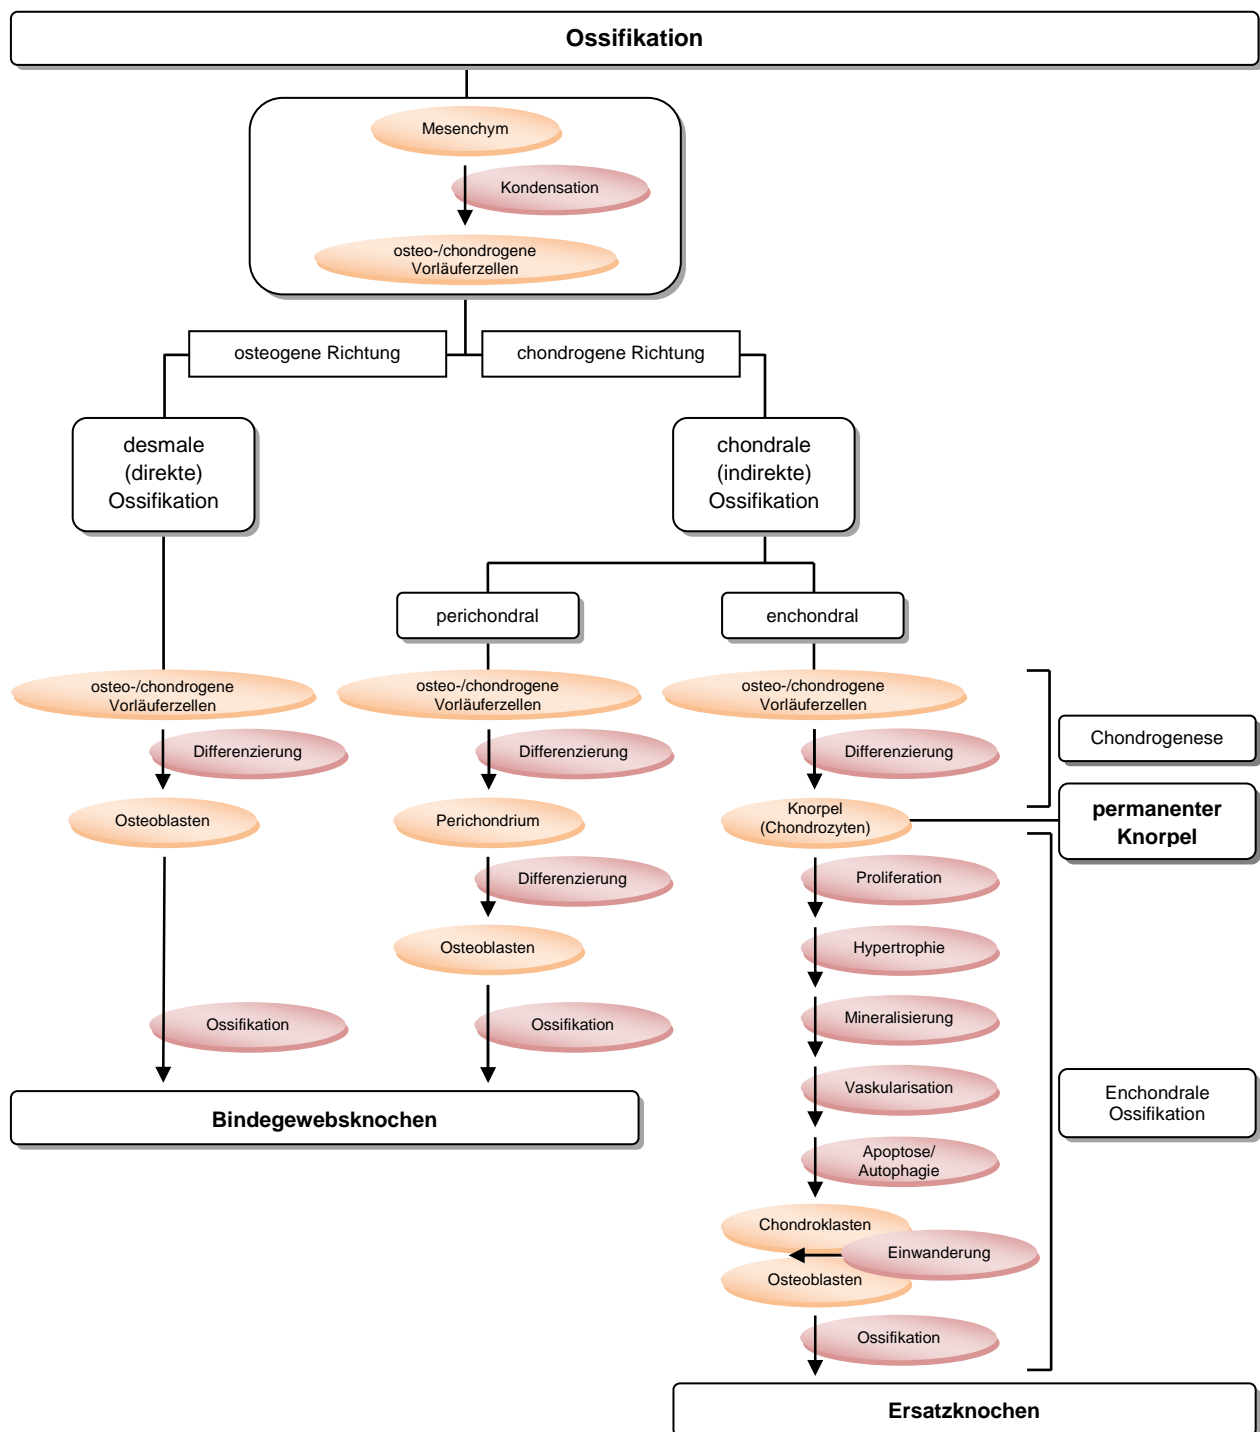 Ossifikation
Mesenchym
Kondensation
osteo-/chondrogene
Vorläuferzellen
osteogene Richtung
chondrogene Richtung
desmale
(direkte)
Ossifikation
chondrale
(indirekte)
Ossifikation
perichondral
enchondral
osteo-/chondrogene
Vorläuferzellen
osteo-/chondrogene
Vorläuferzellen
osteo-/chondrogene
Vorläuferzellen
Chondrogenese
Differenzierung
Differenzierung
Differenzierung
Osteoblasten
Perichondrium
Knorpel
(Chondrozyten)
permanenter
Knorpel
Differenzierung
Proliferation
Osteoblasten
Hypertrophie
Ossifikation
Ossifikation
Mineralisierung
Vaskularisation
Enchondrale
Ossifikation
Bindegewebsknochen
Apoptose/
Autophagie
Chondroklasten
Einwanderung
Osteoblasten
Ossifikation
Ersatzknochen